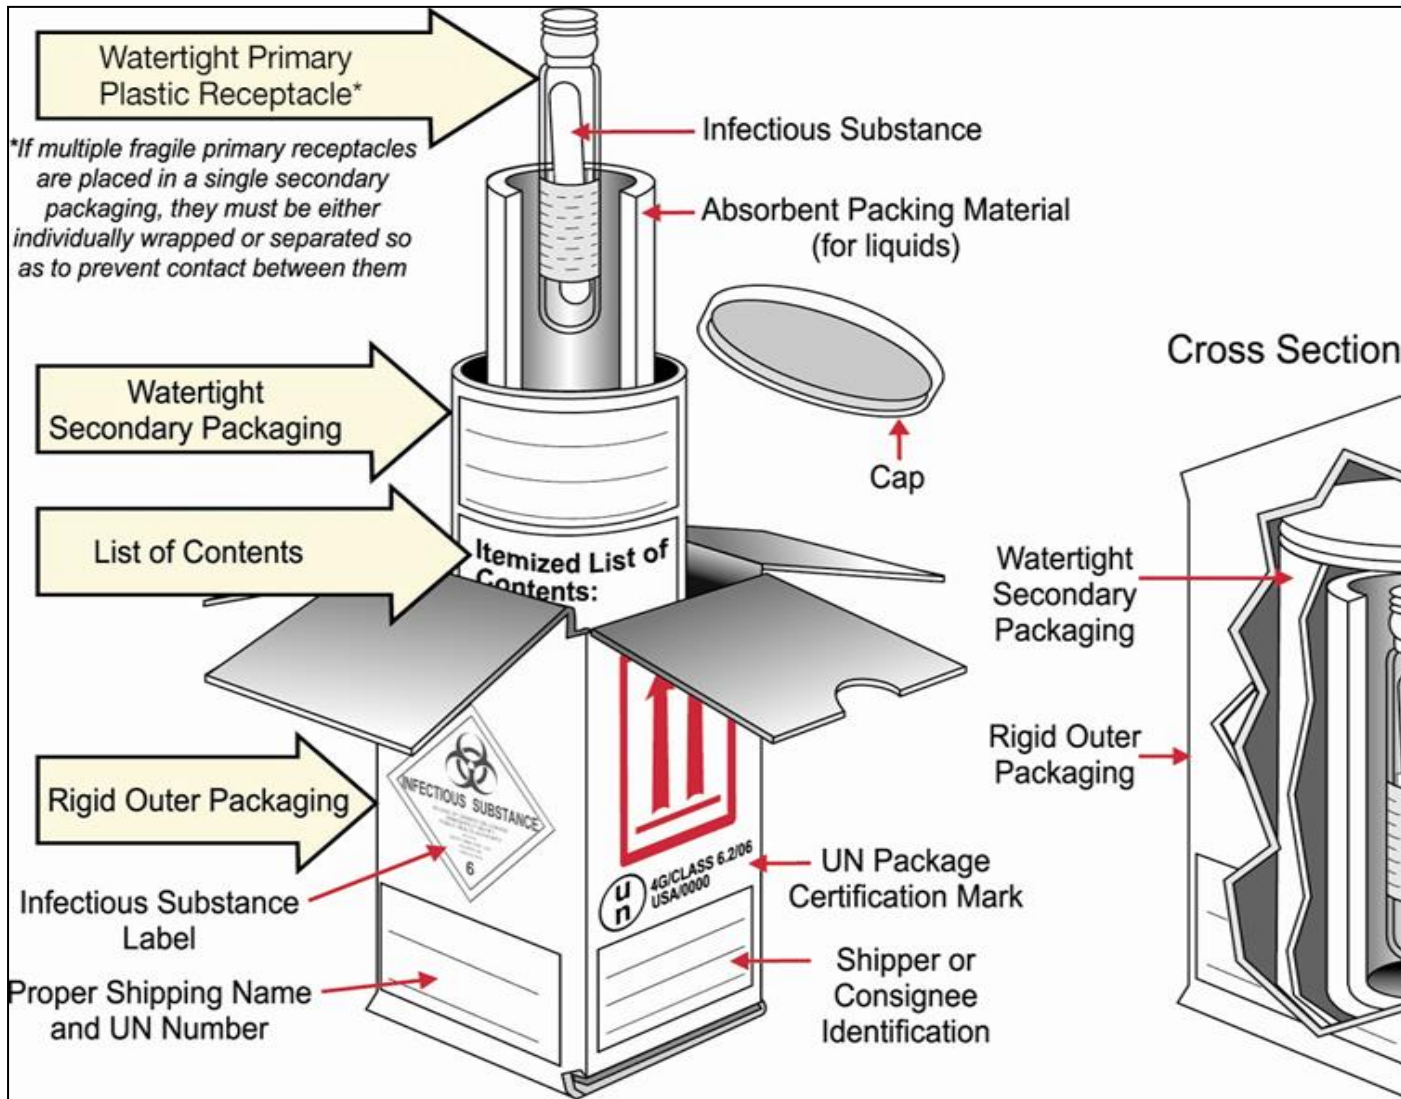 Watertight Primary
Plastic Receptacle*
*If multiple fragile primary receptacles
are placed in a single secondary
packaging, they must be either
individually wrapped or separated so
as to prevent contact between them
Infectious Substance
Absorbent Packing Material
(for liquids)
Cap
Cross Section
Watertight
Secondary Packaging
List of Contents
Itemized List of
Contents:
Watertight
Secondary
Packaging
Rigid Outer
Packaging
Rigid Outer Packaging
INFECTIOUS SUBSTANCE
6
u
n
4G/CLASS 6.2/06
USA/0000
UN Package
Certification Mark
Infectious Substance
Label
Shipper or
Consignee
Identification
Proper Shipping Name
and UN Number